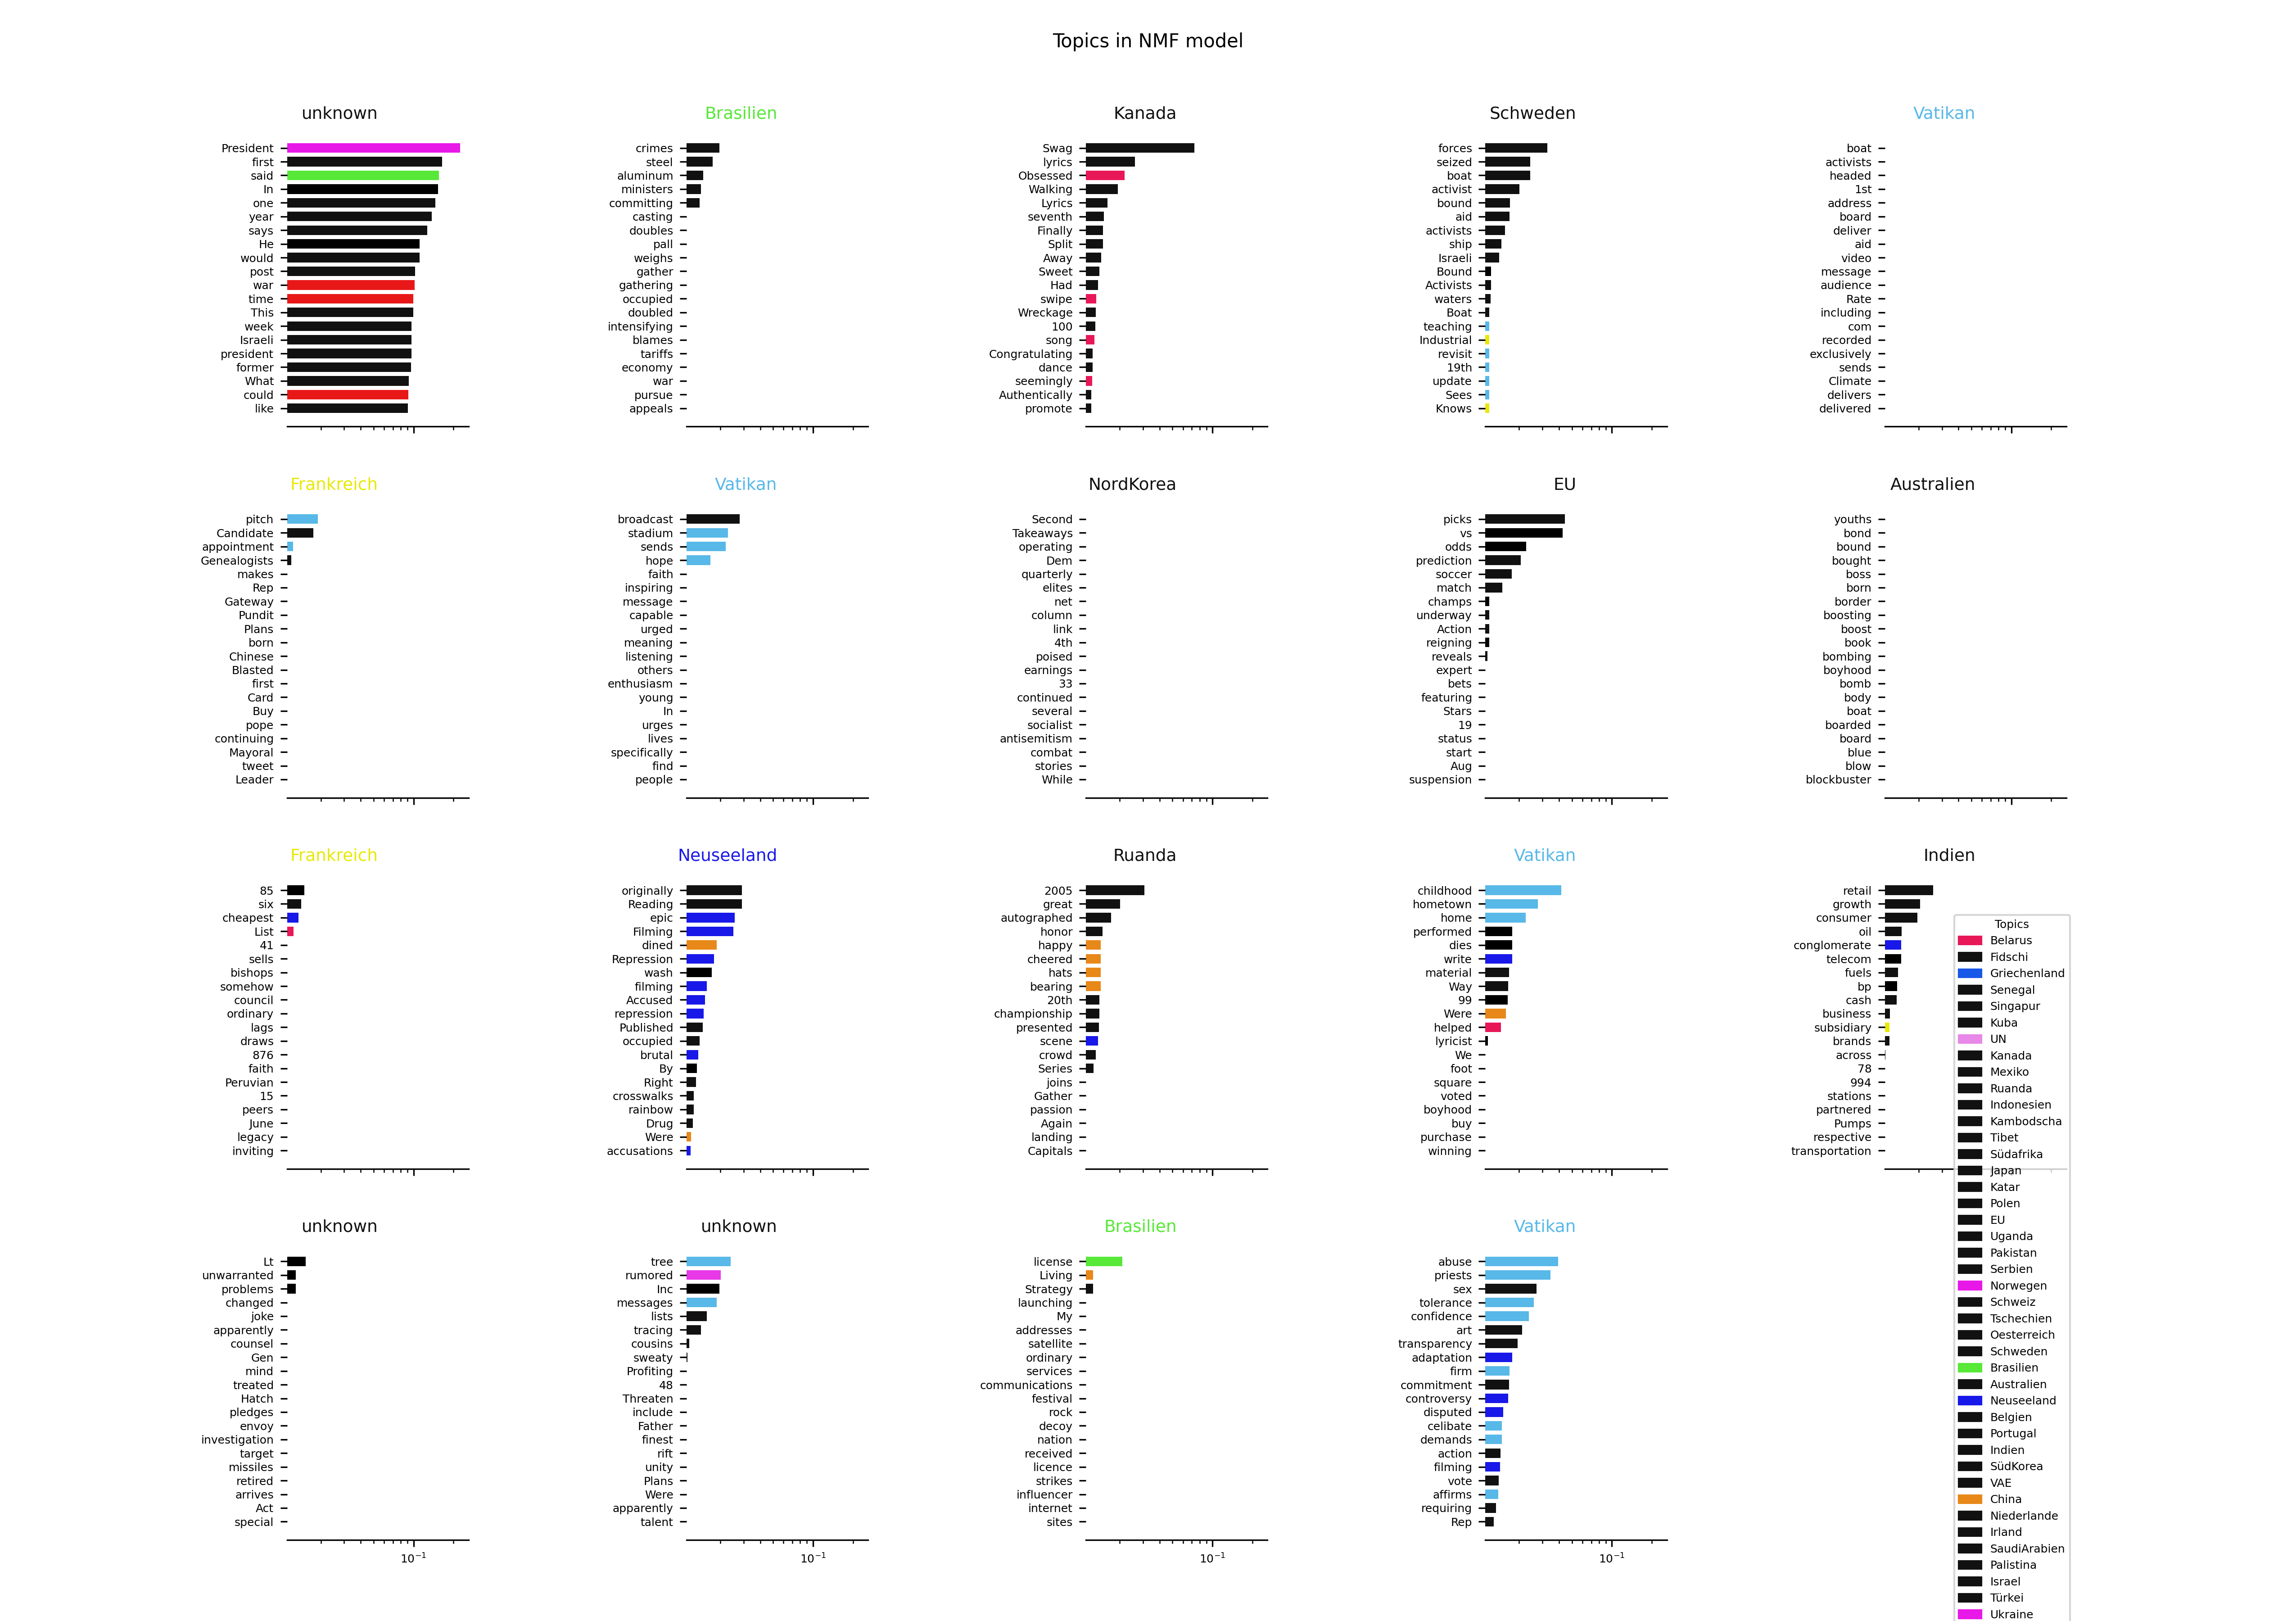 Topics in NMF model
unknown
President
first
said
In
one
year
says
He
would
post
war
time
This
week
Israeli
president
former
What
could
like
Brasilien
crimes
steel
aluminum
ministers
committing
casting
doubles
pall
weighs
gather
gathering
occupied
doubled
intensifying
blames
tariffs
economy
war
pursue
appeals
Kanada
Swag
lyrics
Obsessed
Walking
Lyrics
seventh
Finally
Split
Away
Sweet
Had
swipe
Wreckage
100
song
Congratulating
dance
seemingly
Authentically
promote
Schweden
forces
seized
boat
activist
bound
aid
activists
ship
Israeli
Bound
Activists
waters
Boat
teaching
Industrial
revisit
19th
update
Sees
Knows
Vatikan
boat
activists
headed
1st
address
board
deliver
aid
video
message
audience
Rate
including
com
recorded
exclusively
sends
Climate
delivers
delivered
Frankreich
pitch
Candidate
appointment
Genealogists
makes
Rep
Gateway
Pundit
Plans
born
Chinese
Blasted
first
Card
Buy
pope
continuing
Mayoral
tweet
Leader
Vatikan
broadcast
stadium
sends
hope
faith
inspiring
message
capable
urged
meaning
listening
others
enthusiasm
young
In
urges
lives
specifically
find
people
NordKorea
Second
Takeaways
operating
Dem
quarterly
elites
net
column
link
4th
poised
earnings
33
continued
several
socialist
antisemitism
combat
stories
While
EU
picks
vs
odds
prediction
soccer
match
champs
underway
Action
reigning
reveals
expert
bets
featuring
Stars
19
status
start
Aug
suspension
Australien
youths
bond
bound
bought
boss
born
border
boosting
boost
book
bombing
boyhood
bomb
body
boat
boarded
board
blue
blow
blockbuster
Frankreich
85
six
cheapest
List
41
sells
bishops
somehow
council
ordinary
lags
draws
876
faith
Peruvian
15
peers
June
legacy
inviting
Neuseeland
originally
Reading
epic
Filming
dined
Repression
wash
filming
Accused
repression
Published
occupied
brutal
By
Right
crosswalks
rainbow
Drug
Were
accusations
Ruanda
2005
great
autographed
honor
happy
cheered
hats
bearing
20th
championship
presented
scene
crowd
Series
joins
Gather
passion
Again
landing
Capitals
Vatikan
childhood
hometown
home
performed
dies
write
material
Way
99
Were
helped
lyricist
We
foot
square
voted
boyhood
buy
purchase
winning
Indien
retail
growth
consumer
oil
conglomerate
telecom
fuels
bp
cash
business
subsidiary
brands
across
78
994
stations
partnered
Pumps
respective
transportation
unknown
Lt
unwarranted
problems
changed
joke
apparently
counsel
Gen
mind
treated
Hatch
pledges
envoy
investigation
target
missiles
retired
arrives
Act
special
10⁻¹
unknown
tree
rumored
Inc
messages
lists
tracing
cousins
sweaty
Profiting
48
Threaten
include
Father
finest
rift
unity
Plans
Were
apparently
talent
10⁻¹
Brasilien
license
Living
Strategy
launching
My
addresses
satellite
ordinary
services
communications
festival
rock
decoy
nation
received
licence
strikes
influencer
internet
sites
10⁻¹
Vatikan
abuse
priests
sex
tolerance
confidence
art
transparency
adaptation
firm
commitment
controversy
disputed
celibate
demands
action
filming
vote
affirms
requiring
Rep
10⁻¹
Topics
Belarus
Fidschi
Griechenland
Senegal
Singapur
Kuba
UN
Kanada
Mexiko
Ruanda
Indonesien
Kambodscha
Tibet
Südafrika
Japan
Katar
Polen
EU
Uganda
Pakistan
Serbien
Norwegen
Schweiz
Tschechien
Oesterreich
Schweden
Brasilien
Australien
Neuseeland
Belgien
Portugal
Indien
SüdKorea
VAE
China
Niederlande
Irland
SaudiArabien
Palistina
Israel
Türkei
Ukraine